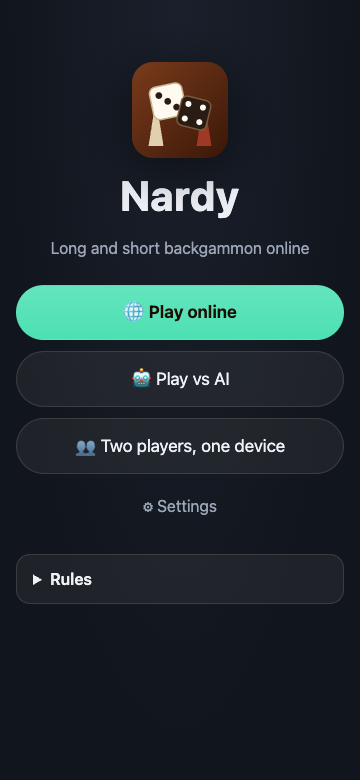 Nardy
Long and short backgammon online
🌐 Play online
🤖 Play vs AI
👥 Two players, one device
⚙ Settings
▶ Rules